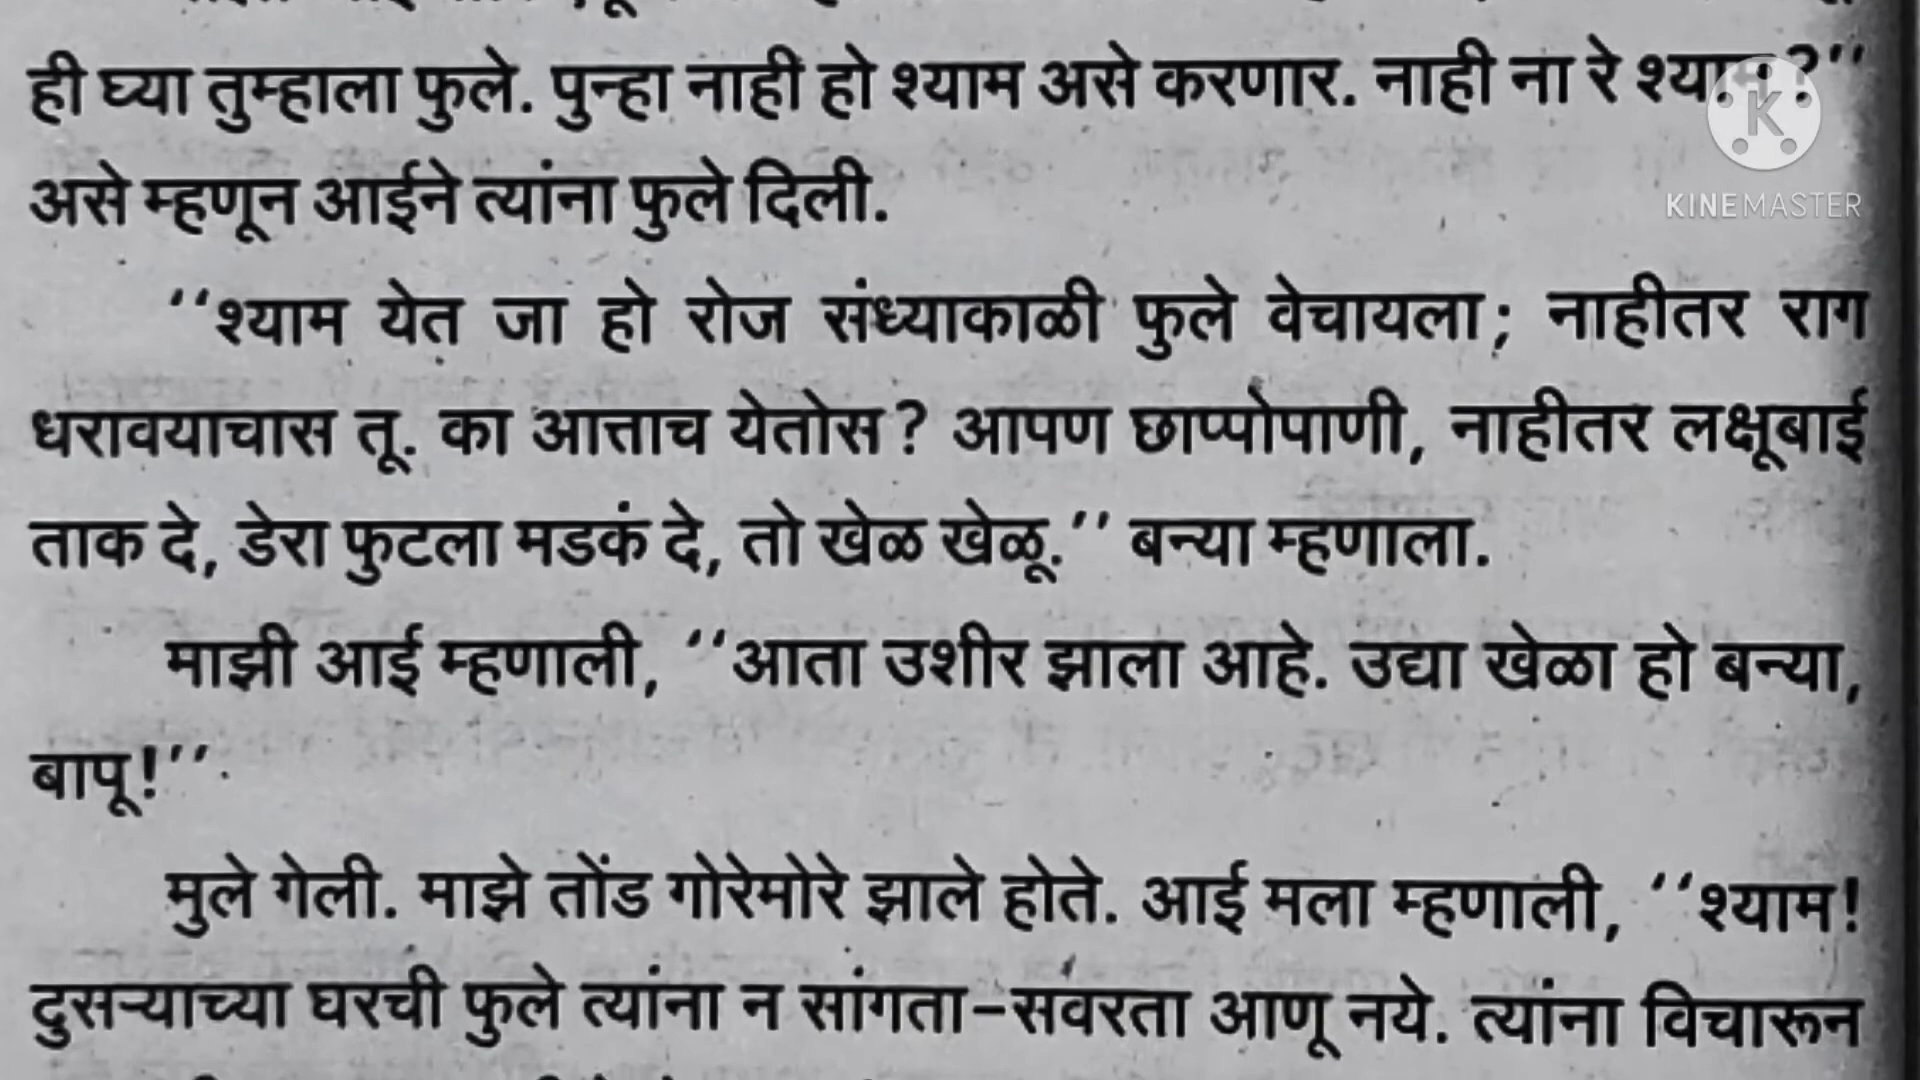 ही घ्या तुम्हाला फुले. पुन्हा नाही हो श्याम असे करणार. नाही ना रे श्याम?’’
K
असे म्हणून आईने त्यांना फुले दिली.
KINEMASTER
‘‘श्याम येत जा हो रोज संध्याकाळी फुले वेचायला; नाहीतर राग
धरावयाचास तू. का आत्ताच येतोस? आपण छाप्पोपाणी, नाहीतर लक्षूबाई
ताक दे, डेरा फुटला मडकं दे, तो खेळ खेळू.’’ बन्या म्हणाला.
माझी आई म्हणाली, ‘‘आता उशीर झाला आहे. उद्या खेळा हो बन्या,
बापू!’’
मुले गेली. माझे तोंड गोरेमोरे झाले होते. आई मला म्हणाली, ‘‘श्याम!
दुसऱ्याच्या घरची फुले त्यांना न सांगता-सवरता आणू नये. त्यांना विचारून